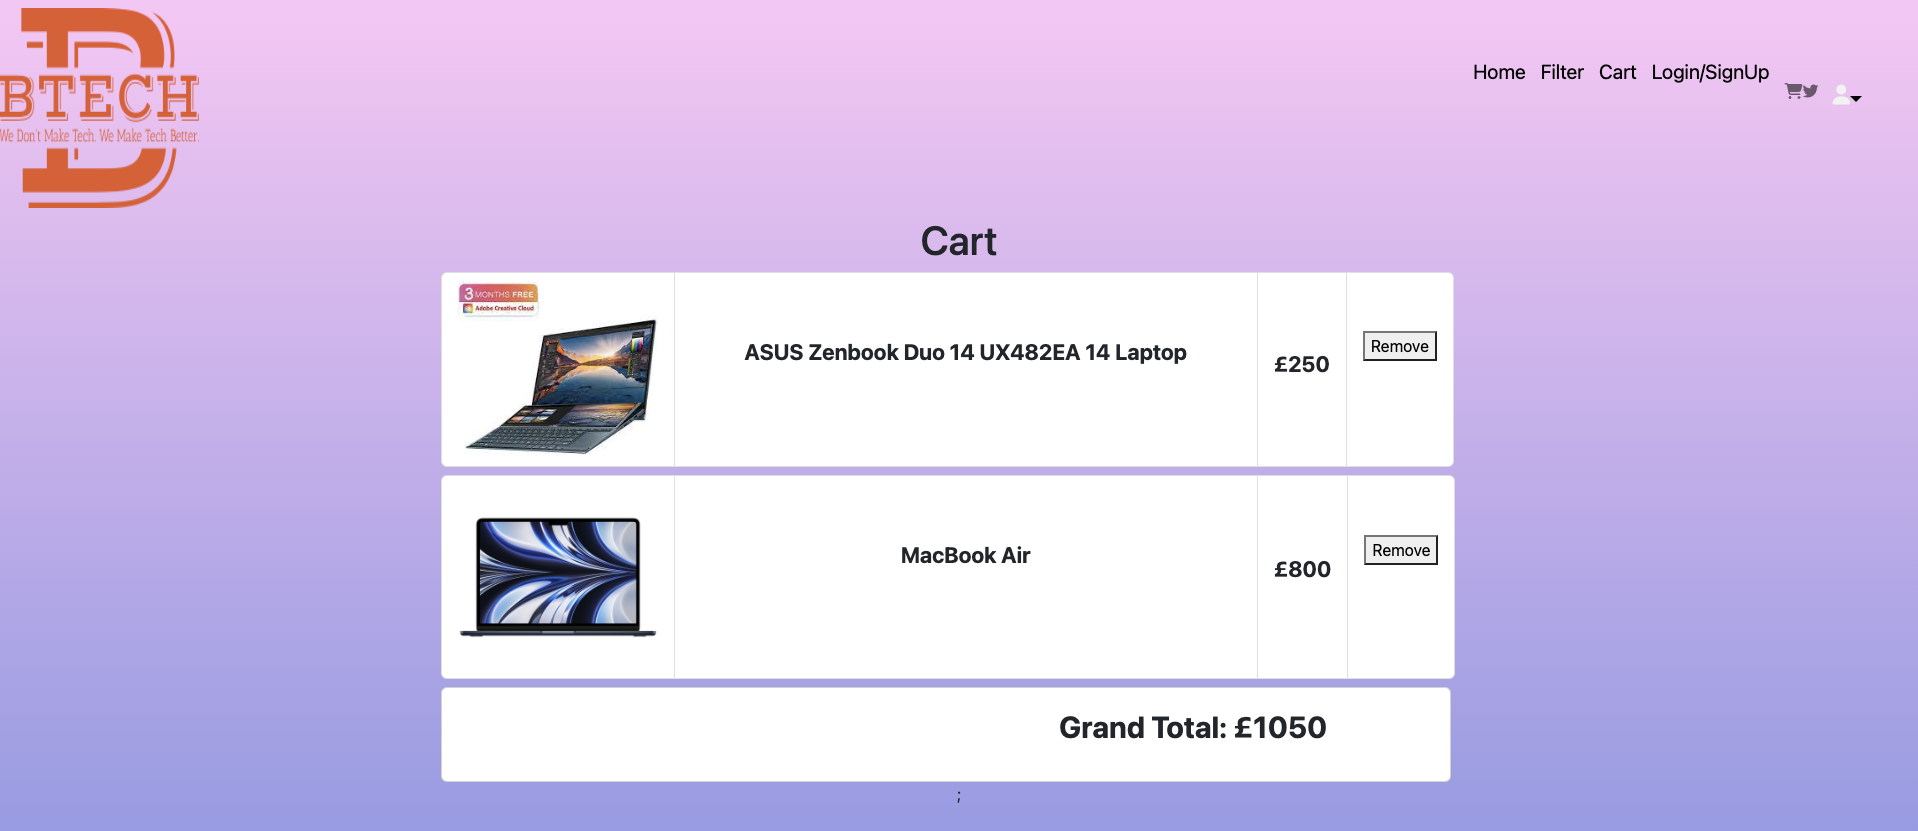 BTECH
We Don't Make Tech. We Make Tech Better.
Home Filter Cart Login/SignUp
Cart
3 MONTHS FREE
Adobe Creative Cloud
ASUS Zenbook Duo 14 UX482EA 14 Laptop
£250
Remove
MacBook Air
£800
Remove
Grand Total: £1050
;